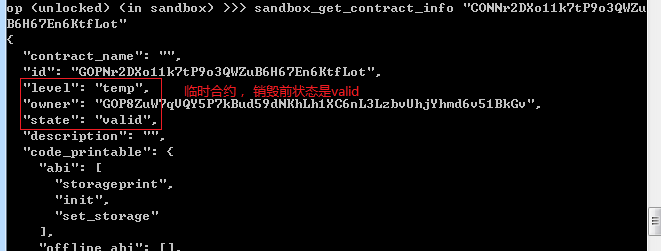 op (unlocked) (in sandbox) >>> sandbox_get_contract_info "CONNr2DXo11k7tP9o3QWZu
B6H67En6KtfLot"
{
"contract_name": "",
"id": "GOPNr2DXo11k7tP9o3QWZuB6H67En6KtfLot",
"level": "temp",
临时合约，销毁前状态是valid
"owner": "GOP8ZuW7qVQY5P7kBud59dNKhLh1XC6nL3LzbvUhjYhmd6v51BkGv",
"state": "valid",
"description": "",
"code_printable": {
"abi": [
"storageprint",
"init",
"set_storage"
],
"offline_abi": [],